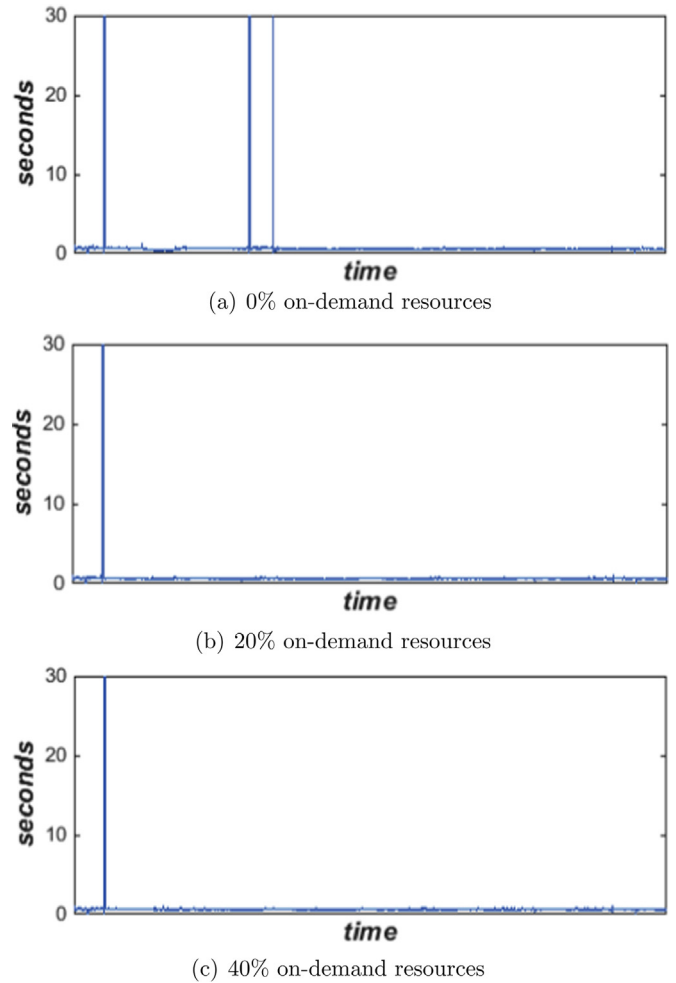 30
20
10
0
seconds
time
(a) 0% on-demand resources
30
20
10
0
seconds
time
(b) 20% on-demand resources
30
20
10
0
seconds
time
(c) 40% on-demand resources